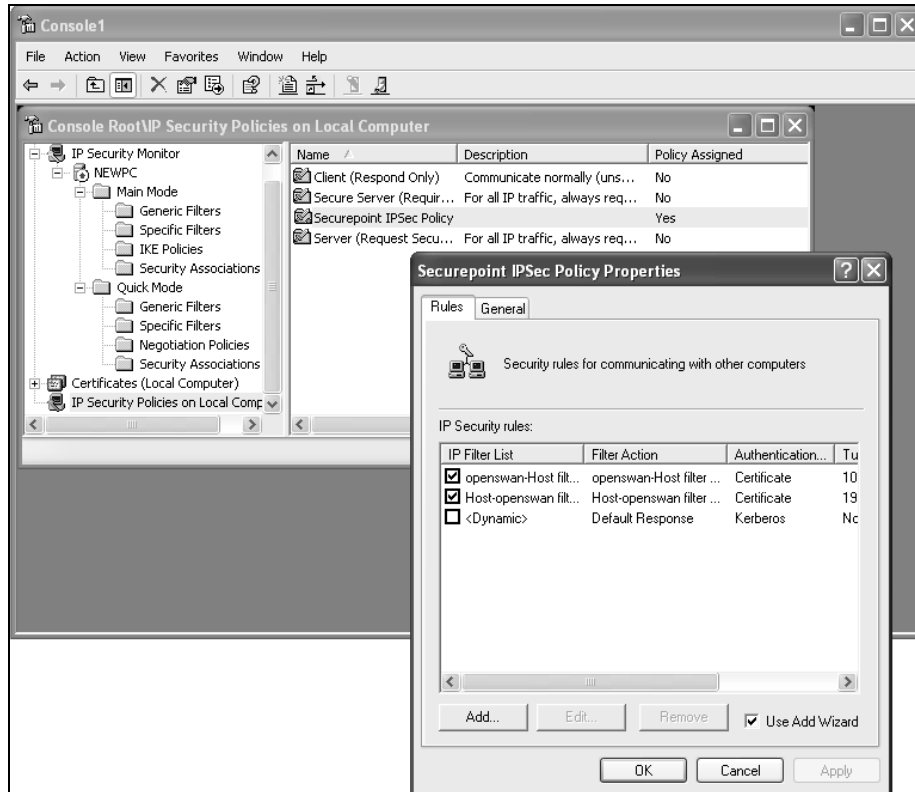 Console1
File Action View Favorites Window Help
Console Root\IP Security Policies on Local Computer
IP Security Monitor
NEWPC
Main Mode
Generic Filters
Specific Filters
IKE Policies
Security Associations
Quick Mode
Generic Filters
Specific Filters
Negotiation Policies
Security Associations
Certificates (Local Computer)
IP Security Policies on Local Comp
Name Description Policy Assigned
Client (Respond Only) Communicate normally (uns... No
Secure Server (Requir... For all IP traffic, always req... No
Securepoint IPSec Policy Yes
Server (Request Secu... For all IP traffic, always req... No
Securepoint IPSec Policy Properties
Rules General
Security rules for communicating with other computers
IP Security rules:
IP Filter List Filter Action Authentication... Tu
openswan-Host filt... openswan-Host filter ... Certificate 10
Host-openswan filt... Host-openswan filter ... Certificate 19
<Dynamic> Default Response Kerberos Nc
Add... Edit... Remove Use Add Wizard
OK Cancel Apply